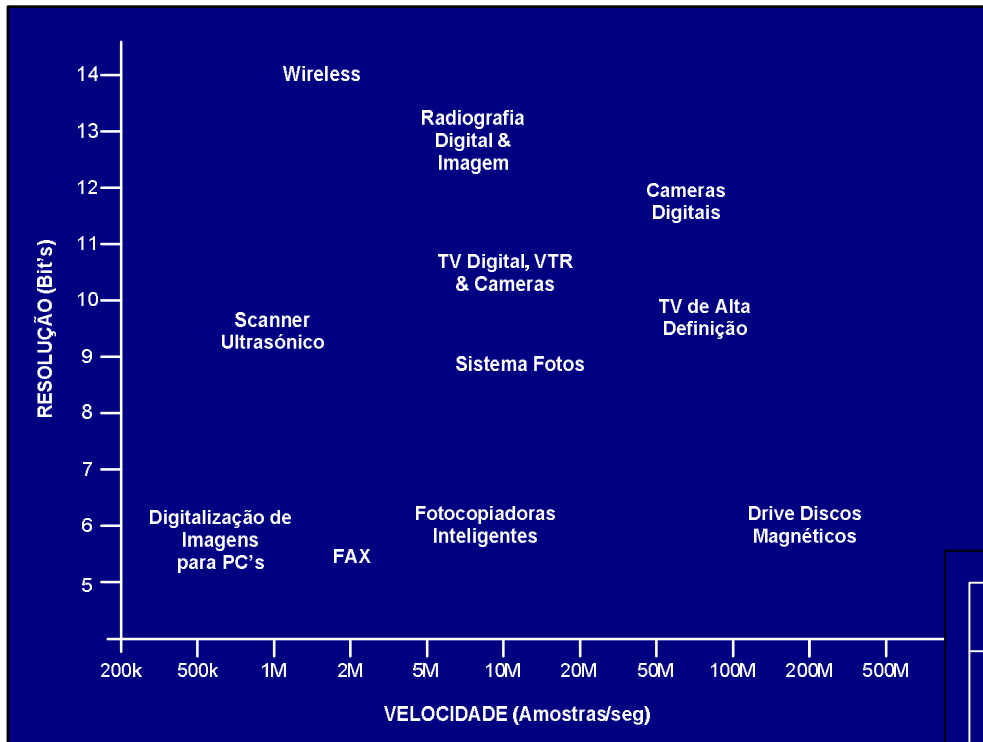 14
Wireless
13
Radiografia
Digital &
Imagem
12
Cameras
Digitais
11
TV Digital, VTR
& Cameras
10
TV de Alta
Definição
Scanner
Ultrasónico
9
Sistema Fotos
8
7
6
Digitalização de
Imagens
para PC's
FAX
Fotocopiadoras
Inteligentes
Drive Discos
Magnéticos
5
RESOLUÇÃO (Bit's)
200k 500k 1M 2M 5M 10M 20M 50M 100M 200M 500M
VELOCIDADE (Amostras/seg)